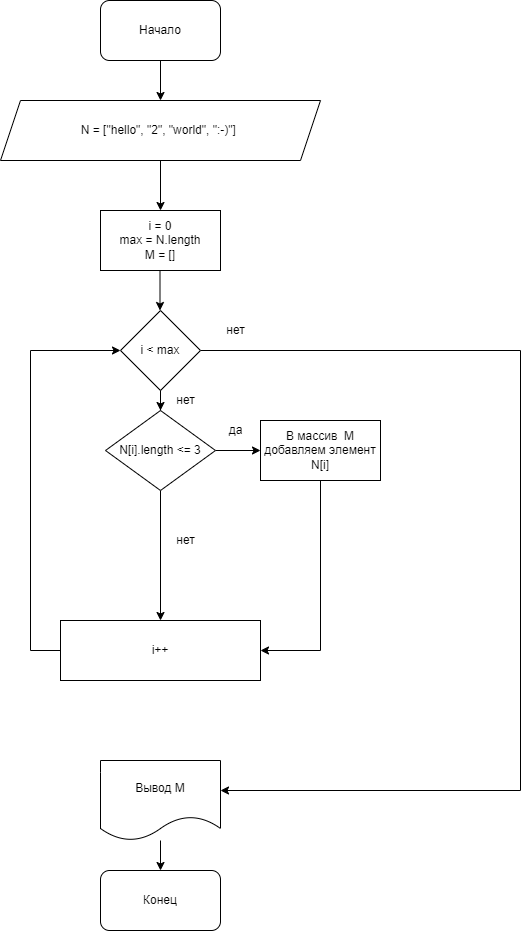 Начало
N = ["hello", "2", "world", ":-)"]
i = 0
max = N.length
M = []
i < max
нет
нет
N[i].length <= 3
да
В массив  M
добавляем элемент
N[i]
нет
i++
Вывод M
Конец